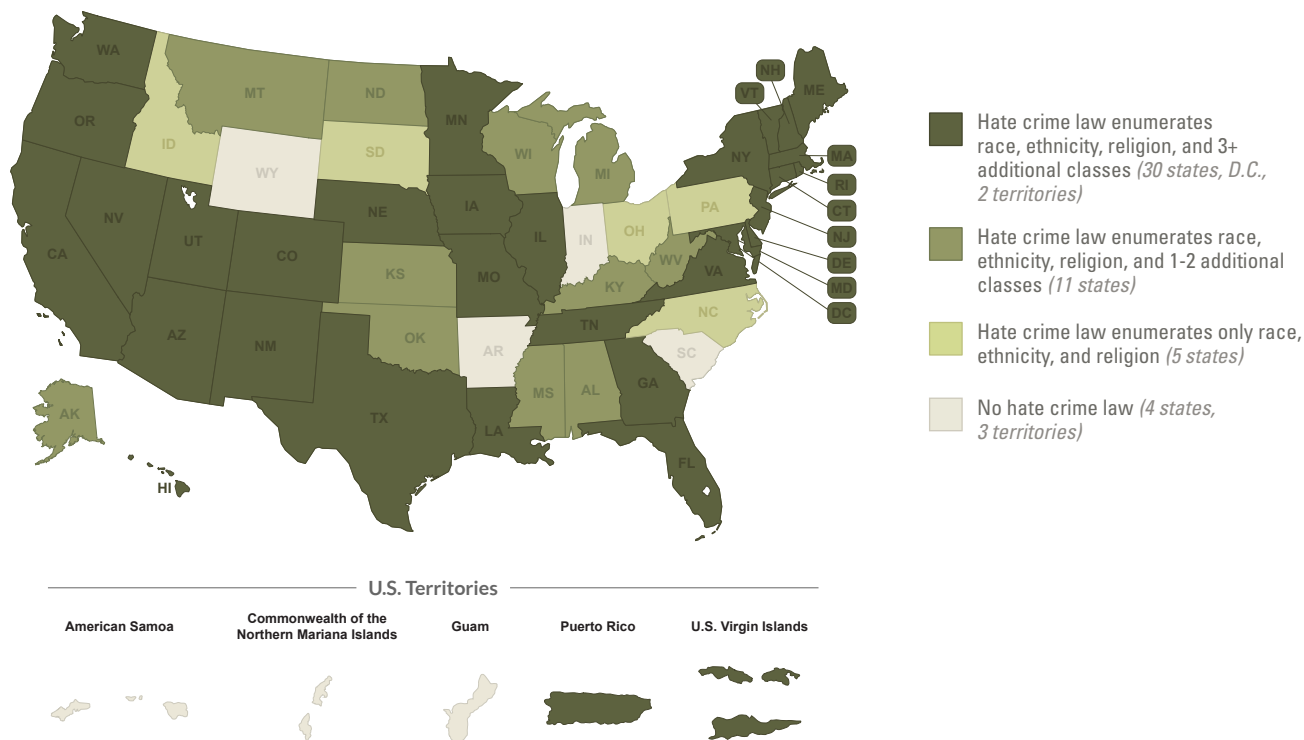 WA
OR
CA
NV
ID
MT
WY
UT
AZ
CO
NM
ND
SD
NE
KS
OK
TX
MN
IA
MO
AR
LA
WI
IL
MI
IN
OH
KY
TN
MS
AL
GA
FL
SC
NC
VA
WV
PA
NY
VT
NH
ME
MA
RI
CT
NJ
DE
MD
DC
AK
HI
Hate crime law enumerates
race, ethnicity, religion, and 3+
additional classes (30 states, D.C.,
2 territories)
Hate crime law enumerates race,
ethnicity, religion, and 1-2 additional
classes (11 states)
Hate crime law enumerates only race,
ethnicity, and religion (5 states)
No hate crime law (4 states,
3 territories)
U.S. Territories
American Samoa
Commonwealth of the
Northern Mariana Islands
Guam
Puerto Rico
U.S. Virgin Islands